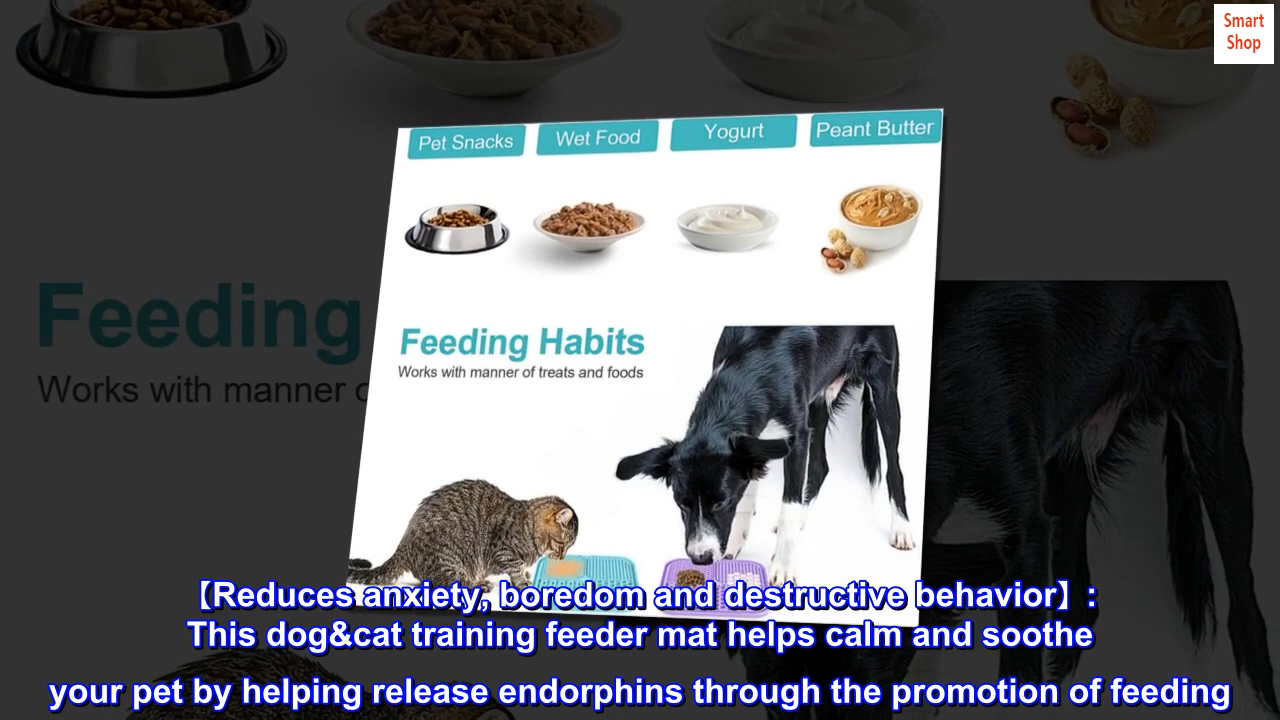 Smart
Shop
Pet Snacks
Wet Food
Yogurt
Peant Butter
Feeding Habits
Works with manner of treats and foods
Feeding
Works with manner
【Reduces anxiety, boredom and destructive behavior】:
This dog&cat training feeder mat helps calm and soothe
your pet by helping release endorphins through the promotion of feeding